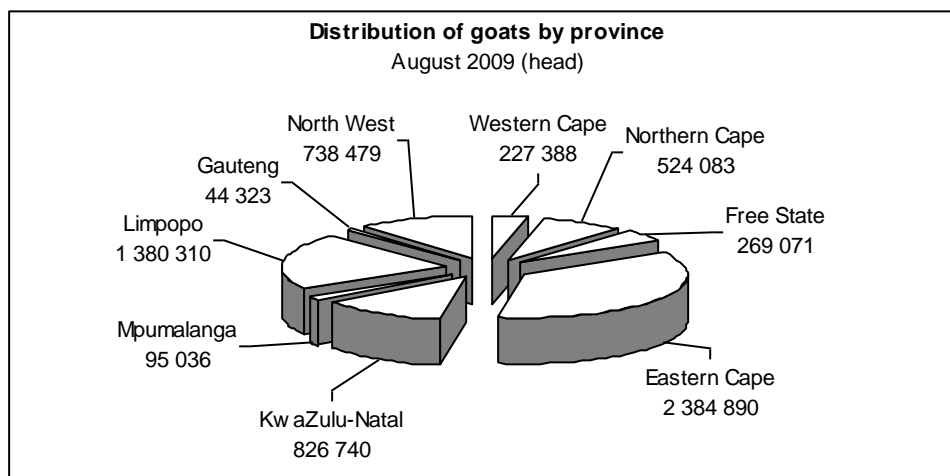 Distribution of goats by province
August 2009 (head)
North West
738 479
Western Cape
227 388
Northern Cape
524 083
Gauteng
44 323
Free State
269 071
Limpopo
1 380 310
Mpumalanga
95 036
Eastern Cape
2 384 890
KwaZulu-Natal
826 740